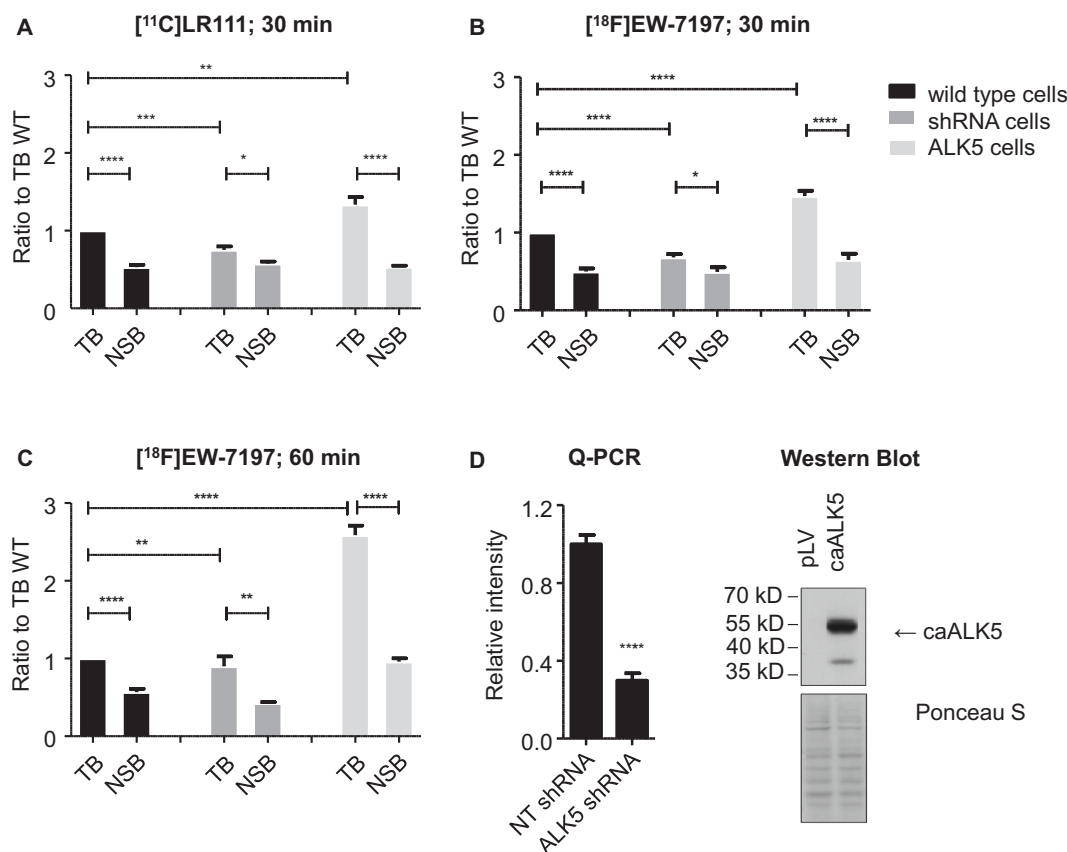 A
[¹¹C]LR111; 30 min
Ratio to TB WT
3
2
1
0
**
***
****
*
****
TB
NSB
TB
NSB
TB
NSB
B
[¹⁸F]EW-7197; 30 min
Ratio to TB WT
3
2
1
0
****
****
****
****
*
TB
NSB
TB
NSB
TB
NSB
wild type cells
shRNA cells
ALK5 cells
C
[¹⁸F]EW-7197; 60 min
Ratio to TB WT
3
2
1
0
****
****
**
****
**
TB
NSB
TB
NSB
TB
NSB
D
Q-PCR
Relative intensity
1.2
0.8
0.4
0.0
****
NT shRNA
ALK5 shRNA
Western Blot
pLV
caALK5
70 kD
55 kD
40 kD
35 kD
← caALK5
Ponceau S